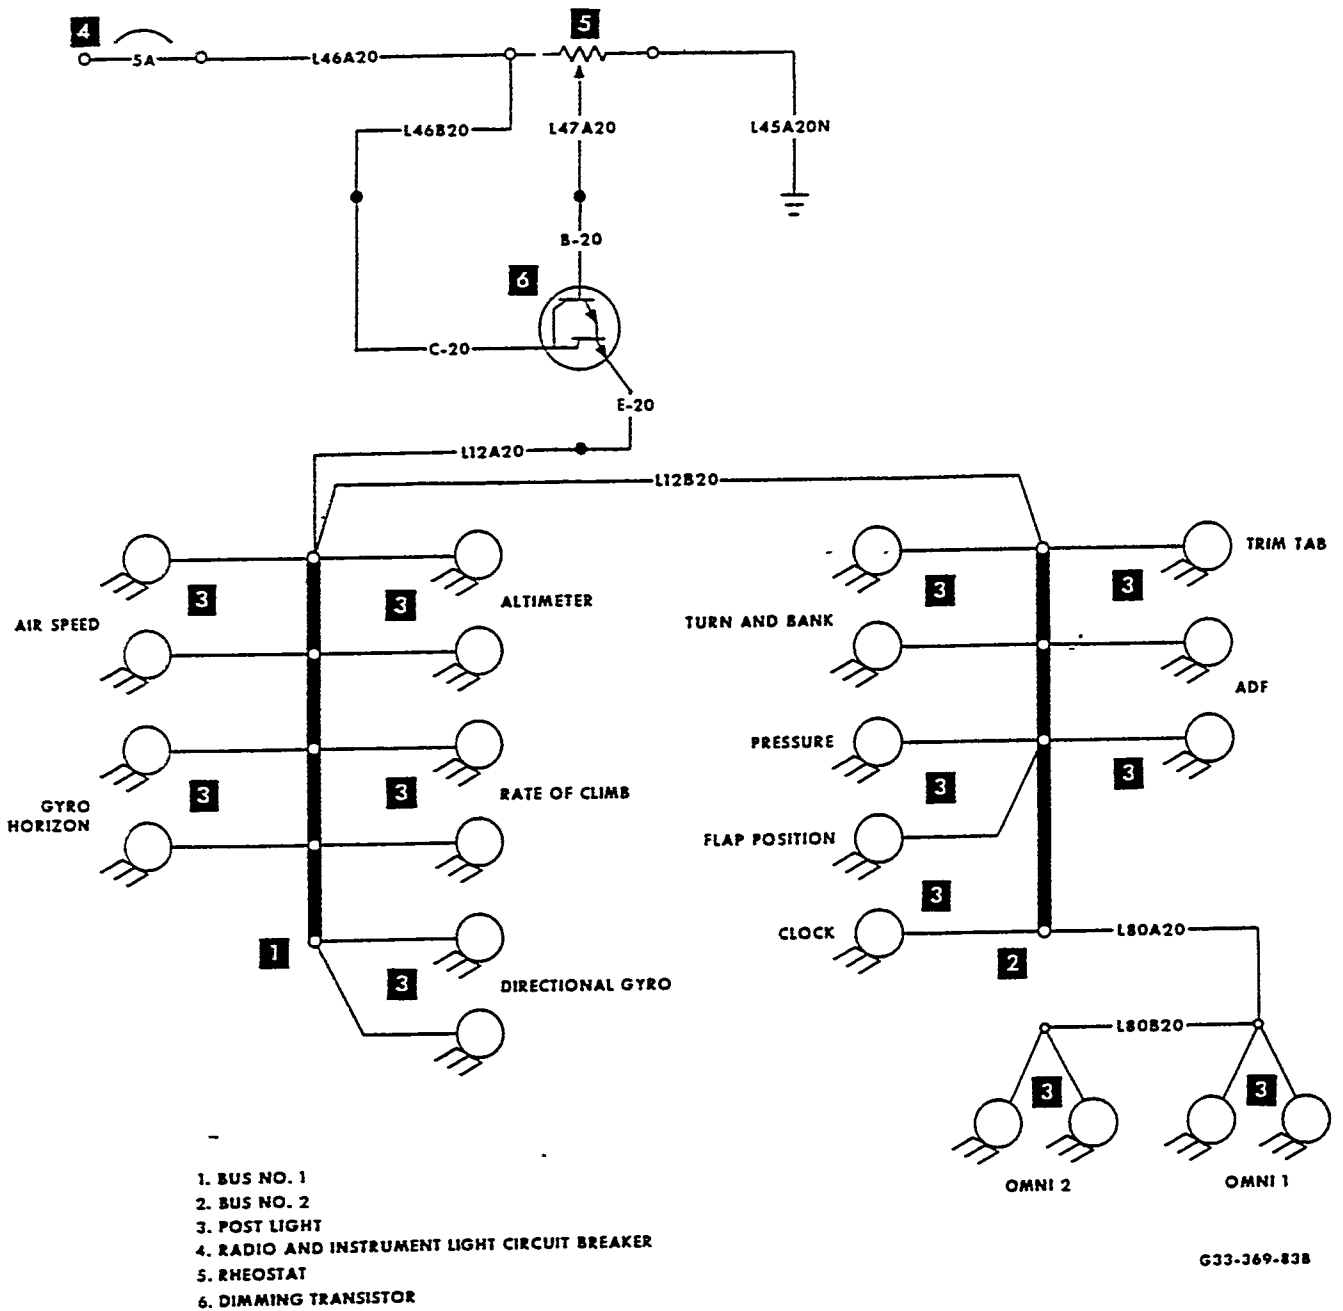 4
5
5A
L46A20
L46B20
L47A20
L45A20N
B-20
6
C-20
E-20
L12A20
L12B20
3
3
ALTIMETER
AIR SPEED
3
3
RATE OF CLIMB
GYRO
HORIZON
1
3
DIRECTIONAL GYRO
TRIM TAB
3
3
TURN AND BANK
ADF
PRESSURE
3
3
FLAP POSITION
3
CLOCK
L80A20
2
L80B20
3
3
OMNI 2
OMNI 1
1. BUS NO. 1
2. BUS NO. 2
3. POST LIGHT
4. RADIO AND INSTRUMENT LIGHT CIRCUIT BREAKER
5. RHEOSTAT
6. DIMMING TRANSISTOR
G33-369-83B